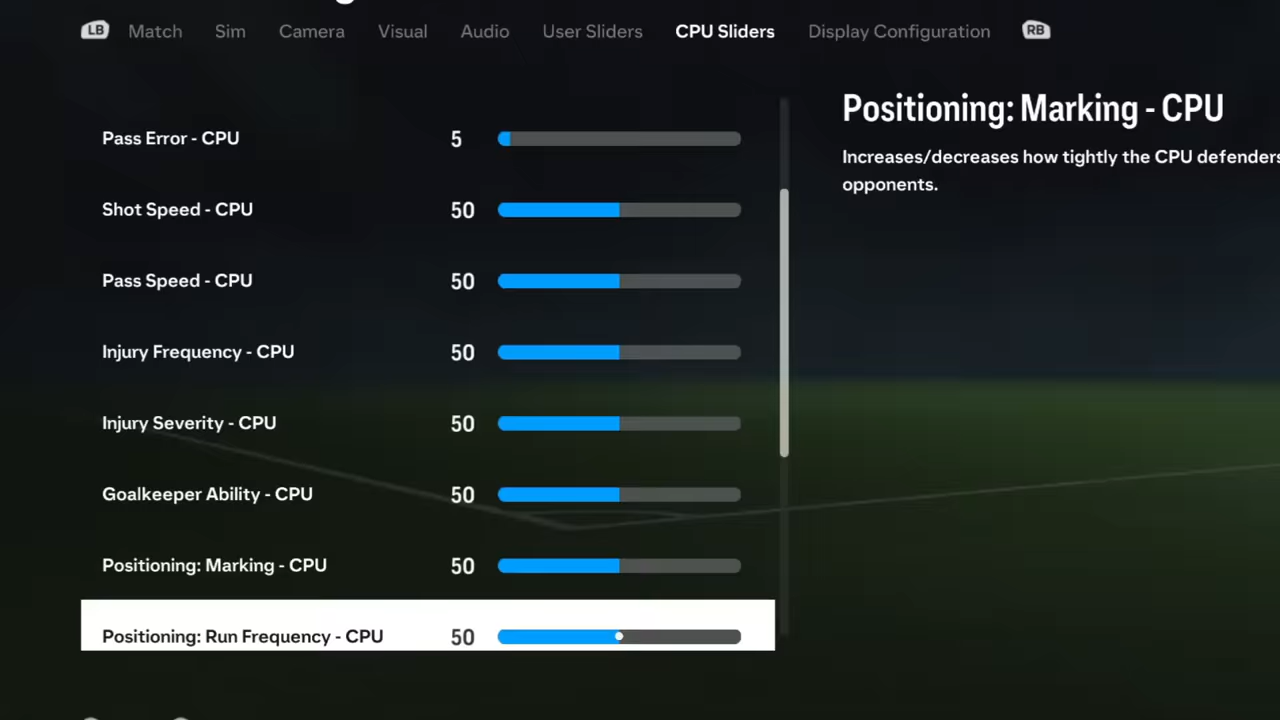 LB Match Sim Camera Visual Audio User Sliders CPU Sliders Display Configuration RB
Positioning: Marking - CPU
Increases/decreases how tightly the CPU defenders
opponents.
Pass Error - CPU 5
Shot Speed - CPU 50
Pass Speed - CPU 50
Injury Frequency - CPU 50
Injury Severity - CPU 50
Goalkeeper Ability - CPU 50
Positioning: Marking - CPU 50
Positioning: Run Frequency - CPU 50